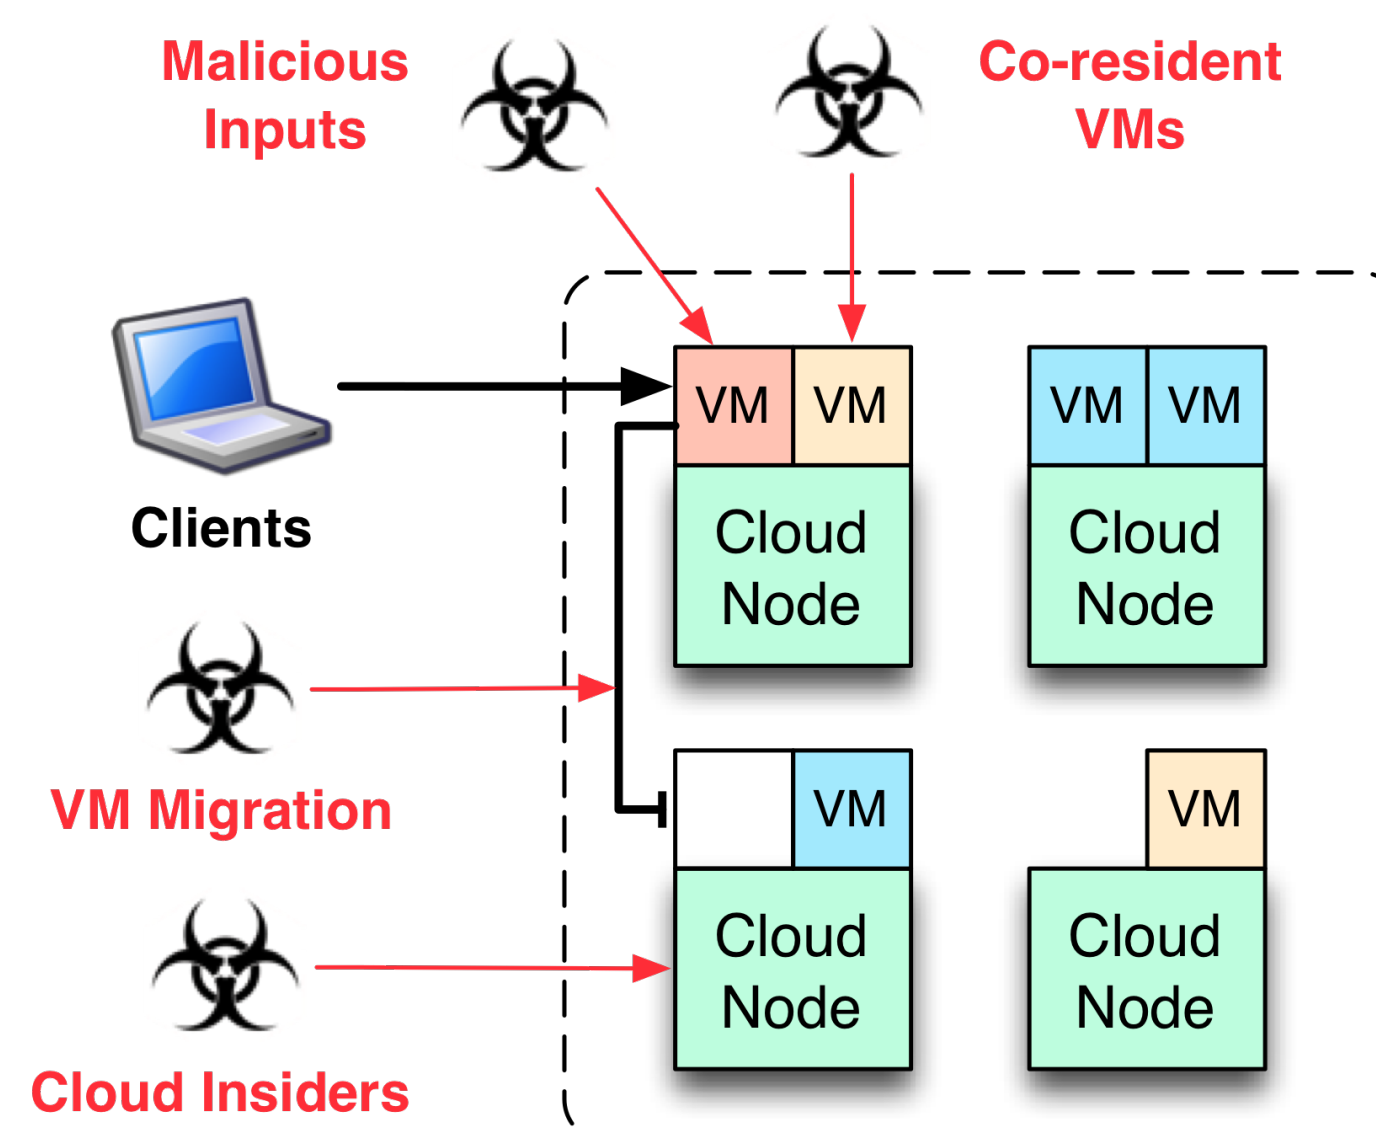 Malicious
Inputs
Co-resident
VMs
VM VM
VM VM
Cloud
Node
Cloud
Node
Clients
VM Migration
VM
VM
Cloud
Node
Cloud
Node
Cloud Insiders